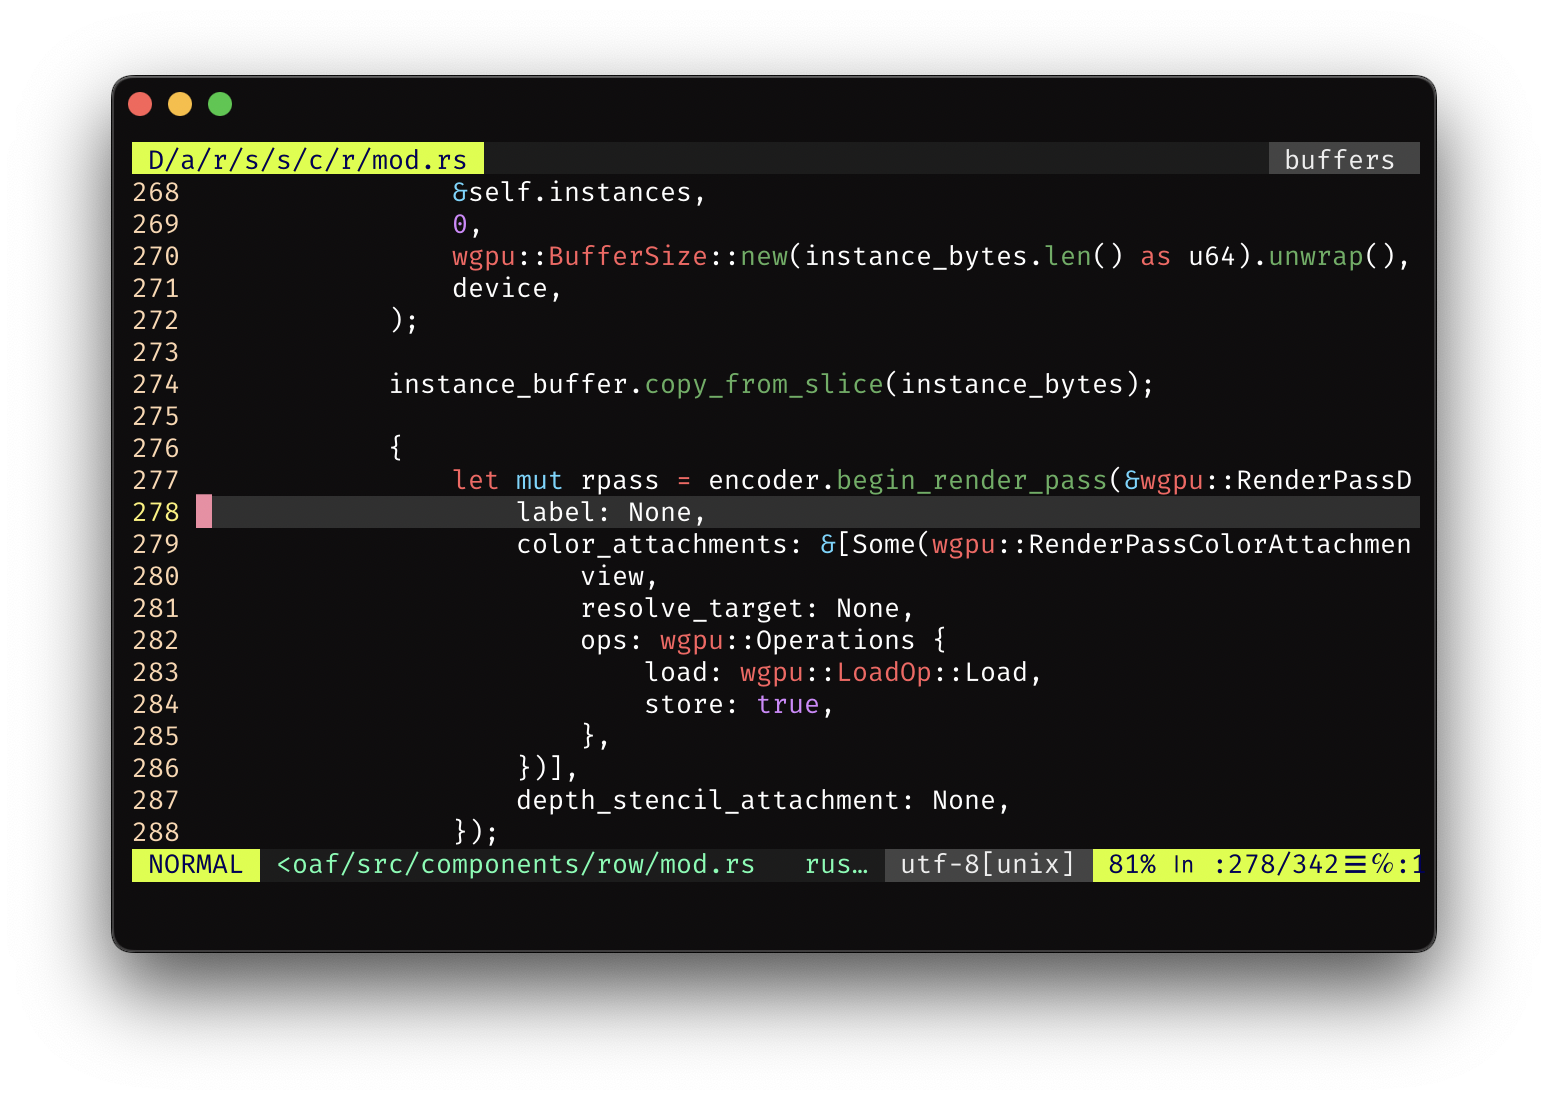 D/a/r/s/s/c/r/mod.rs buffers
268                 &self.instances,
269                 0,
270                 wgpu::BufferSize::new(instance_bytes.len() as u64).unwrap(),
271                 device,
272             );
273
274             instance_buffer.copy_from_slice(instance_bytes);
275
276             {
277                 let mut rpass = encoder.begin_render_pass(&wgpu::RenderPassD
278                     label: None,
279                     color_attachments: &[Some(wgpu::RenderPassColorAttachmen
280                         view,
281                         resolve_target: None,
282                         ops: wgpu::Operations {
283                             load: wgpu::LoadOp::Load,
284                             store: true,
285                         },
286                     })],
287                     depth_stencil_attachment: None,
288                 });
NORMAL <oaf/src/components/row/mod.rs rus… utf-8[unix] 81% ln :278/342≡℅:1